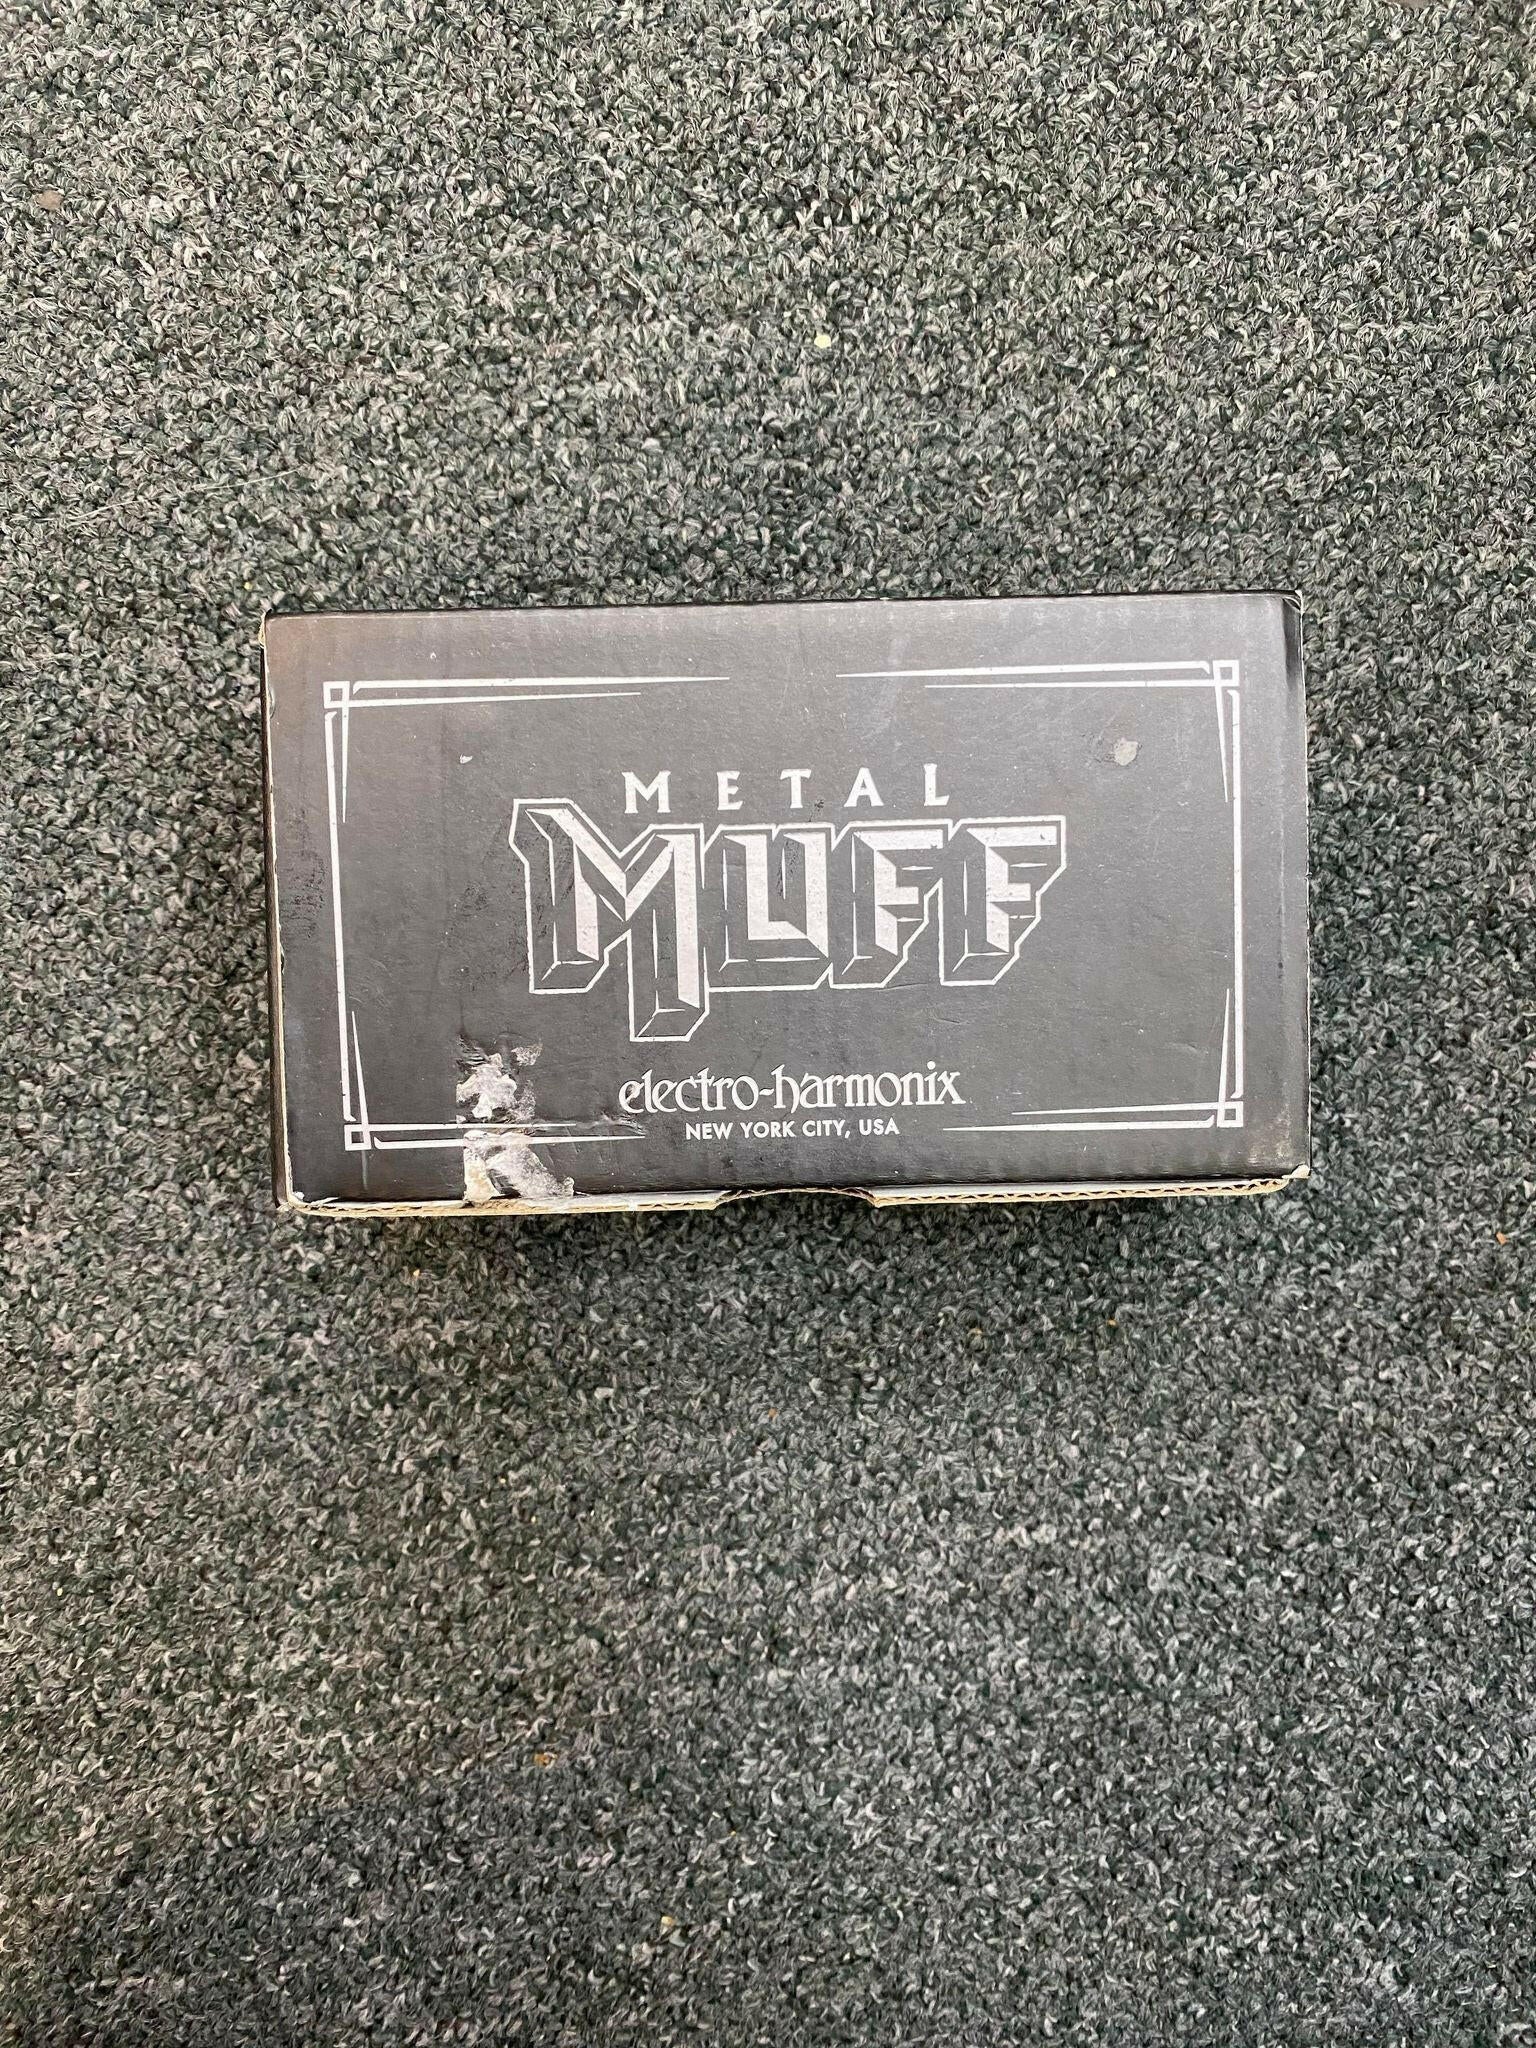 METAL
MUFF
electro-harmonix
NEW YORK CITY, USA